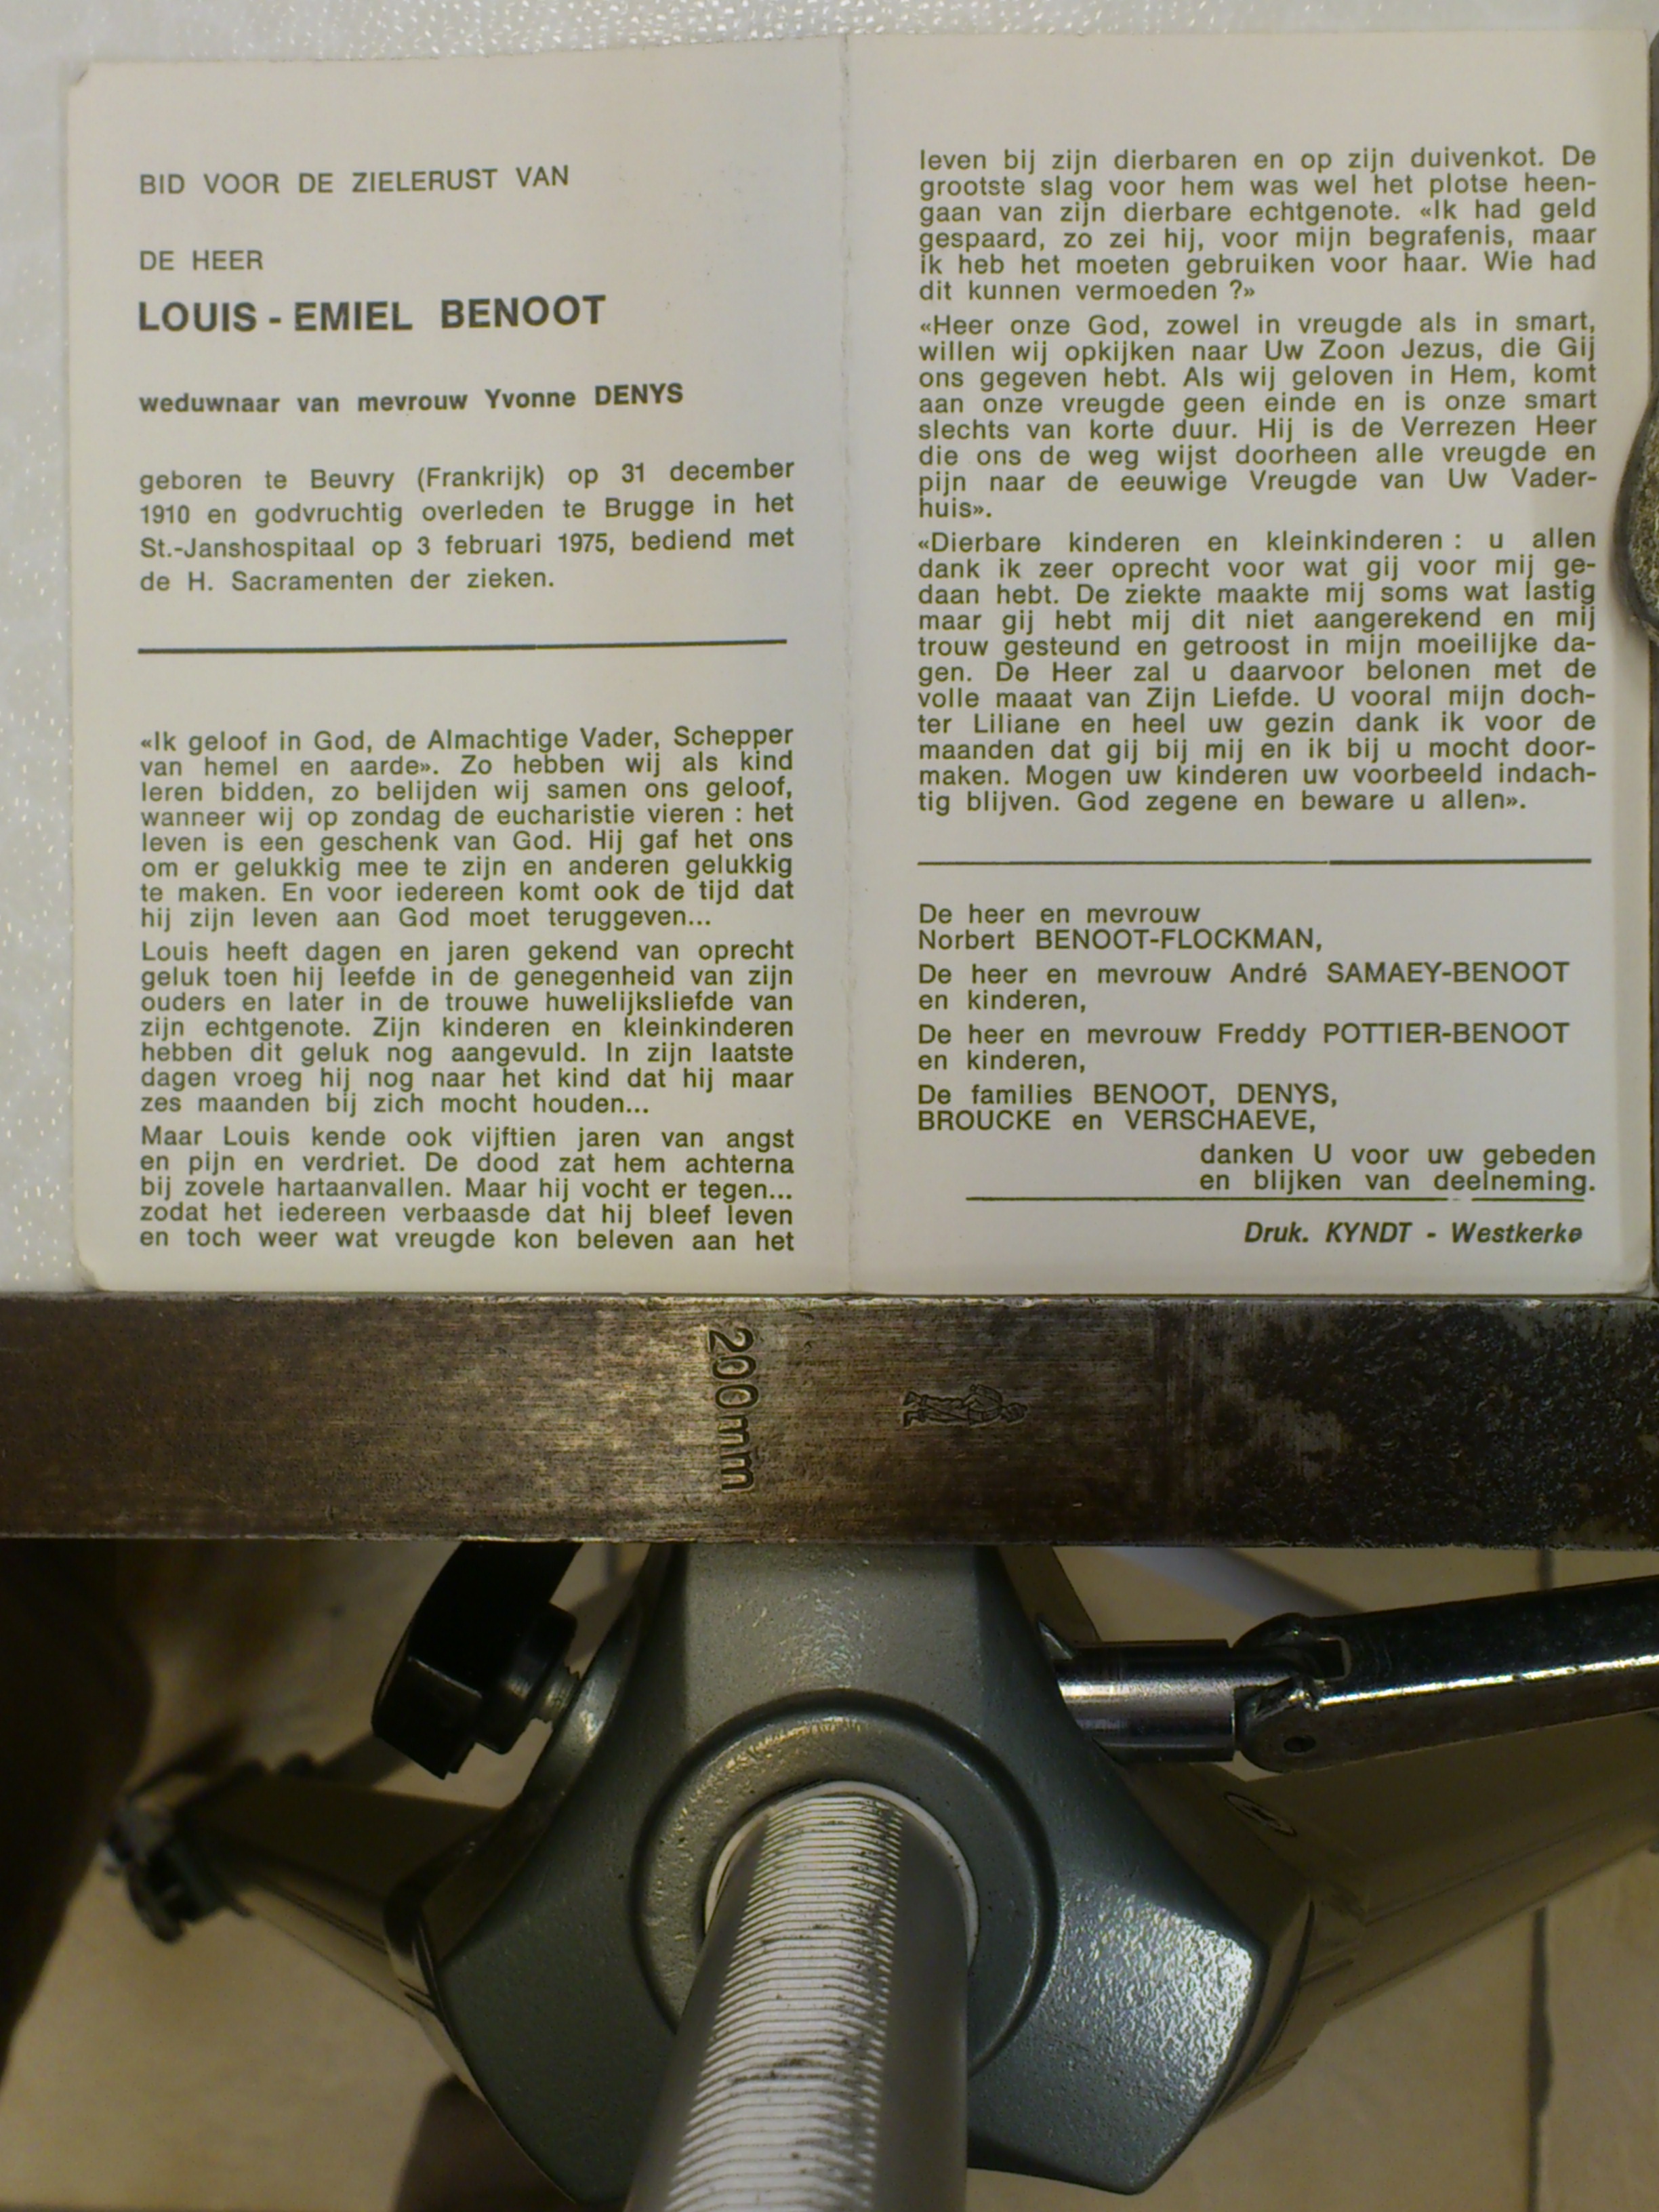 BID VOOR DE ZIELERUST VAN
DE HEER
LOUIS - EMIEL BENOOT
weduwnaar van mevrouw Yvonne DENYS
geboren te Beuvry (Frankrijk) op 31 december
1910 en godvruchtig overleden te Brugge in het
St.-Janshospitaal op 3 februari 1975, bediend met
de H. Sacramenten der zieken.
«Ik geloof in God, de Almachtige Vader, Schepper
van hemel en aarde». Zo hebben wij als kind
leren bidden, zo belijden wij samen ons geloof,
wanneer wij op zondag de eucharistie vieren : het
leven is een geschenk van God. Hij gaf het ons
om er gelukkig mee te zijn en anderen gelukkig
te maken. En voor iedereen komt ook de tijd dat
hij zijn leven aan God moet teruggeven...
Louis heeft dagen en jaren gekend van oprecht
geluk toen hij leefde in de genegenheid van zijn
ouders en later in de trouwe huwelijksliefde van
zijn echtgenote. Zijn kinderen en kleinkinderen
hebben dit geluk nog aangevuld. In zijn laatste
dagen vroeg hij nog naar het kind dat hij maar
zes maanden bij zich mocht houden...
Maar Louis kende ook vijftien jaren van angst
en pijn en verdriet. De dood zat hem achterna
bij zovele hartaanvallen. Maar hij vocht er tegen...
zodat het iedereen verbaasde dat hij bleef leven
en toch weer wat vreugde kon beleven aan het
leven bij zijn dierbaren en op zijn duivenkot. De
grootste slag voor hem was wel het plotse heen-
gaan van zijn dierbare echtgenote. «Ik had geld
gespaard, zo zei hij, voor mijn begrafenis, maar
ik heb het moeten gebruiken voor haar. Wie had
dit kunnen vermoeden ?»
«Heer onze God, zowel in vreugde als in smart,
willen wij opkijken naar Uw Zoon Jezus, die Gij
ons gegeven hebt. Als wij geloven in Hem, komt
aan onze vreugde geen einde en is onze smart
slechts van korte duur. Hij is de Verrezen Heer
die ons de weg wijst doorheen alle vreugde en
pijn naar de eeuwige Vreugde van Uw Vader-
huis».
«Dierbare kinderen en kleinkinderen : u allen
dank ik zeer oprecht voor wat gij voor mij ge-
daan hebt. De ziekte maakte mij soms wat lastig
maar gij hebt mij dit niet aangerekend en mij
trouw gesteund en getroost in mijn moeilijke da-
gen. De Heer zal u daarvoor belonen met de
volle maaat van Zijn Liefde. U vooral mijn doch-
ter Liliane en heel uw gezin dank ik voor de
maanden dat gij bij mij en ik bij u mocht door-
maken. Mogen uw kinderen uw voorbeeld indach-
tig blijven. God zegene en beware u allen».
De heer en mevrouw
Norbert BENOOT-FLOCKMAN,
De heer en mevrouw André SAMAEY-BENOOT
en kinderen,
De heer en mevrouw Freddy POTTIER-BENOOT
en kinderen,
De families BENOOT, DENYS,
BROUCKE en VERSCHAEVE,
danken U voor uw gebeden
en blijken van deelneming.
Druk. KYNDT - Westkerke
200mm